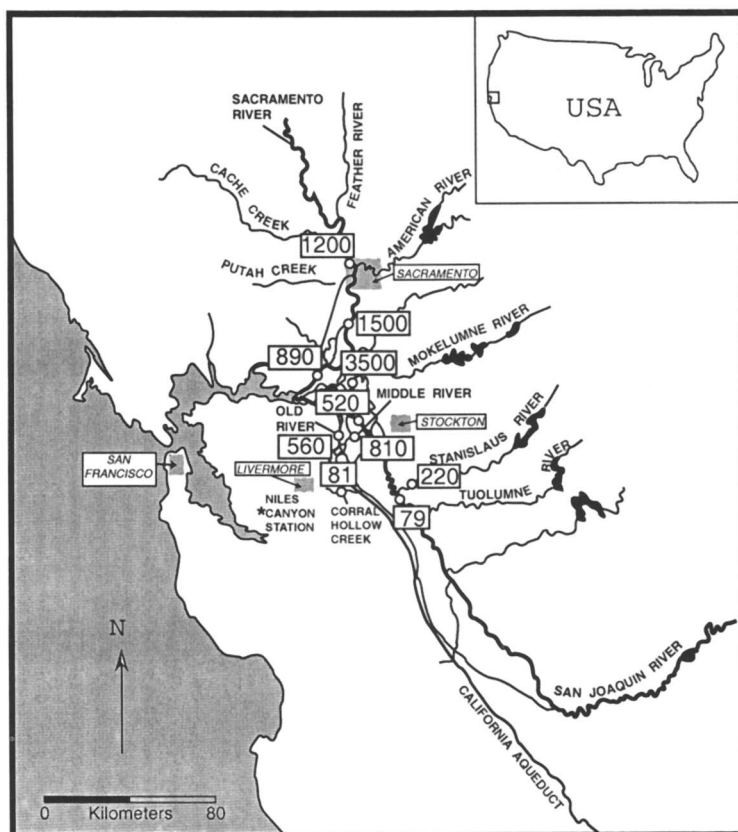 USA
SACRAMENTO
RIVER
FEATHER RIVER
CACHE CREEK
AMERICAN RIVER
1200
PUTAH CREEK
SACRAMENTO
1500
MOKELUMNE RIVER
890
3500
MIDDLE RIVER
520
OLD
RIVER
STOCKTON
STANISLAUS RIVER
560
810
SAN
FRANCISCO
LIVERMORE
81
220
TUOLUMNE RIVER
NILES
*CANYON
STATION
CORRAL
HOLLOW
CREEK
79
N
SAN JOAQUIN RIVER
CALIFORNIA AQUEDUCT
0 Kilometers 80